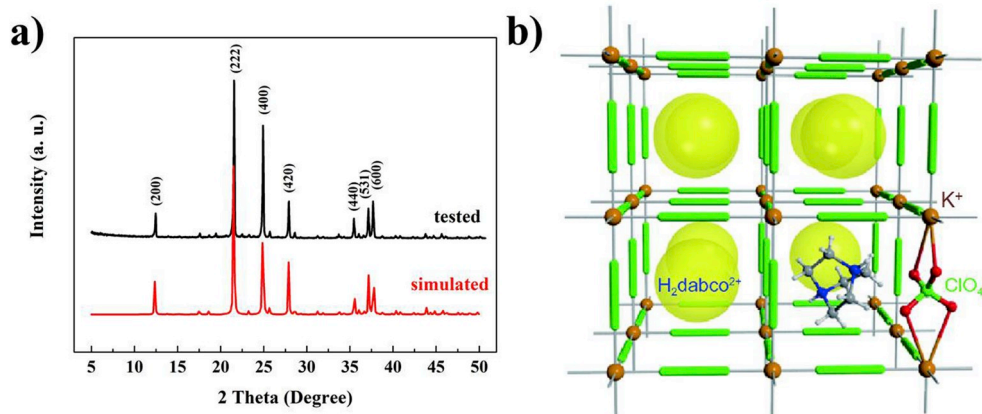 a)
Intensity (a. u.)
(200)
(222)
(400)
(420)
(440)
(531)
(600)
tested
simulated
5 10 15 20 25 30 35 40 45 50
2 Theta (Degree)
b)
K⁺
H₂dabco²⁺
ClO₄